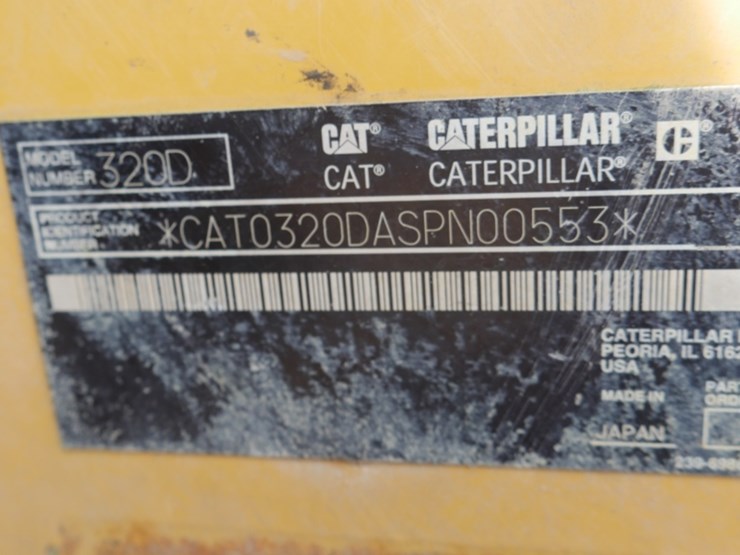 CAT® CATERPILLAR® C®
MODEL NUMBER 320D CAT® CATERPILLAR®
PRODUCT IDENTIFICATION NUMBER *CAT0320DASPN00553*
CATERPILLAR
PEORIA, IL
USA
MADE IN
JAPAN